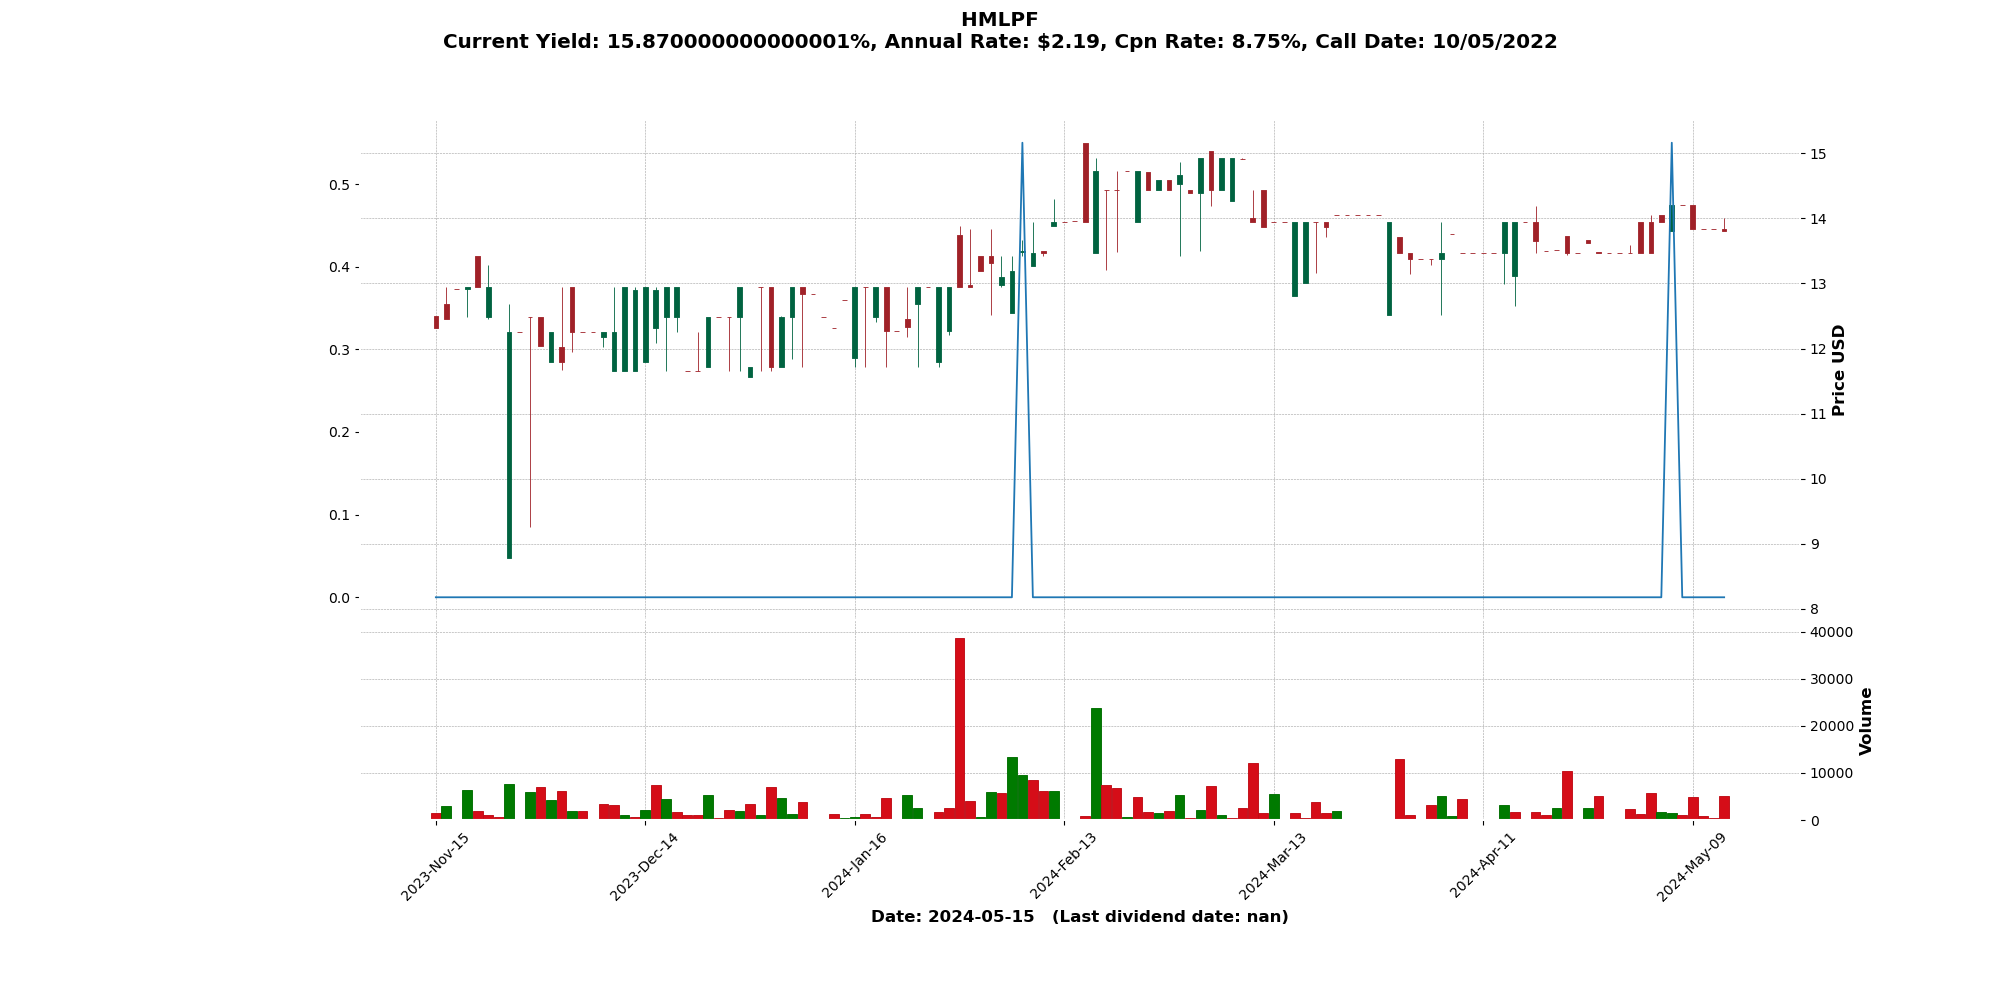 HMLPF
Current Yield: 15.870000000000001%, Annual Rate: $2.19, Cpn Rate: 8.75%, Call Date: 10/05/2022
0.5
0.4
0.3
0.2
0.1
0.0
15
14
13
12
11
10
9
8
Price USD
40000
30000
20000
10000
0
Volume
2023-Nov-15
2023-Dec-14
2024-Jan-16
2024-Feb-13
2024-Mar-13
2024-Apr-11
2024-May-09
Date: 2024-05-15 (Last dividend date: nan)